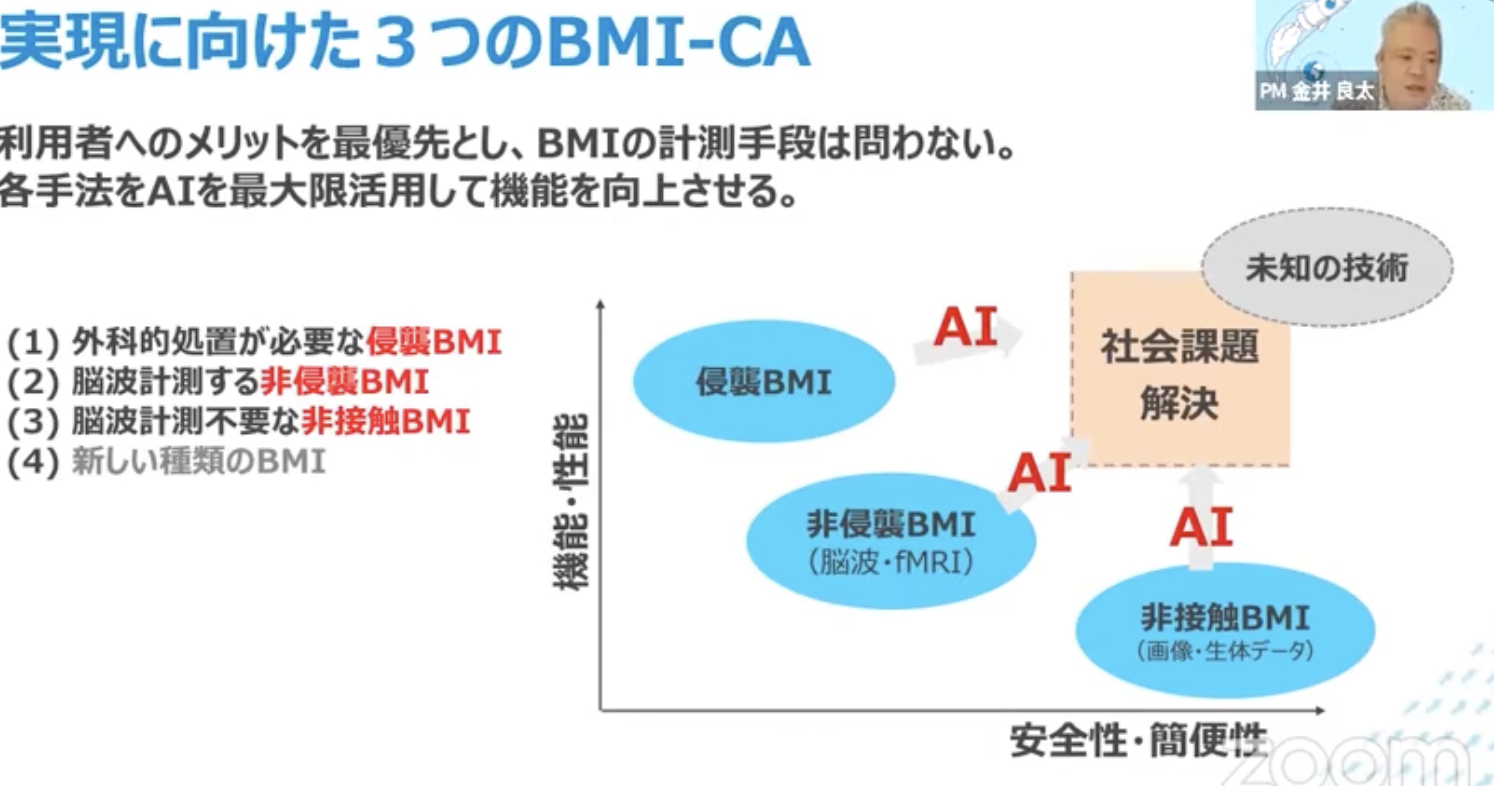 実現に向けた３つのBMI-CA
PM 金井 良太
利用者へのメリットを最優先とし、BMIの計測手段は問わない。
各手法をAIを最大限活用して機能を向上させる。
(1) 外科的処置が必要な侵襲BMI
(2) 脳波計測する非侵襲BMI
(3) 脳波計測不要な非接触BMI
(4) 新しい種類のBMI
機能・性能
侵襲BMI
AI
未知の技術
社会課題
解決
非侵襲BMI
（脳波・fMRI）
AI
AI
非接触BMI
（画像・生体データ）
安全性・簡便性
zoom